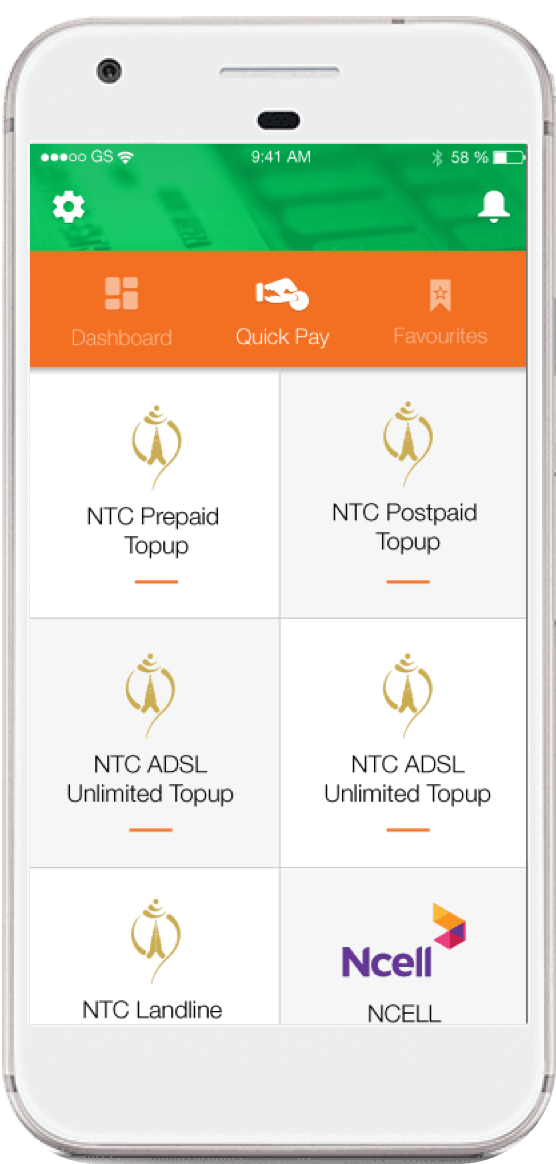 GS 9:41 AM 58 %
Dashboard Quick Pay Favourites
NTC Prepaid
Topup
NTC Postpaid
Topup
NTC ADSL
Unlimited Topup
NTC ADSL
Unlimited Topup
NTC Landline
Ncell
NCELL